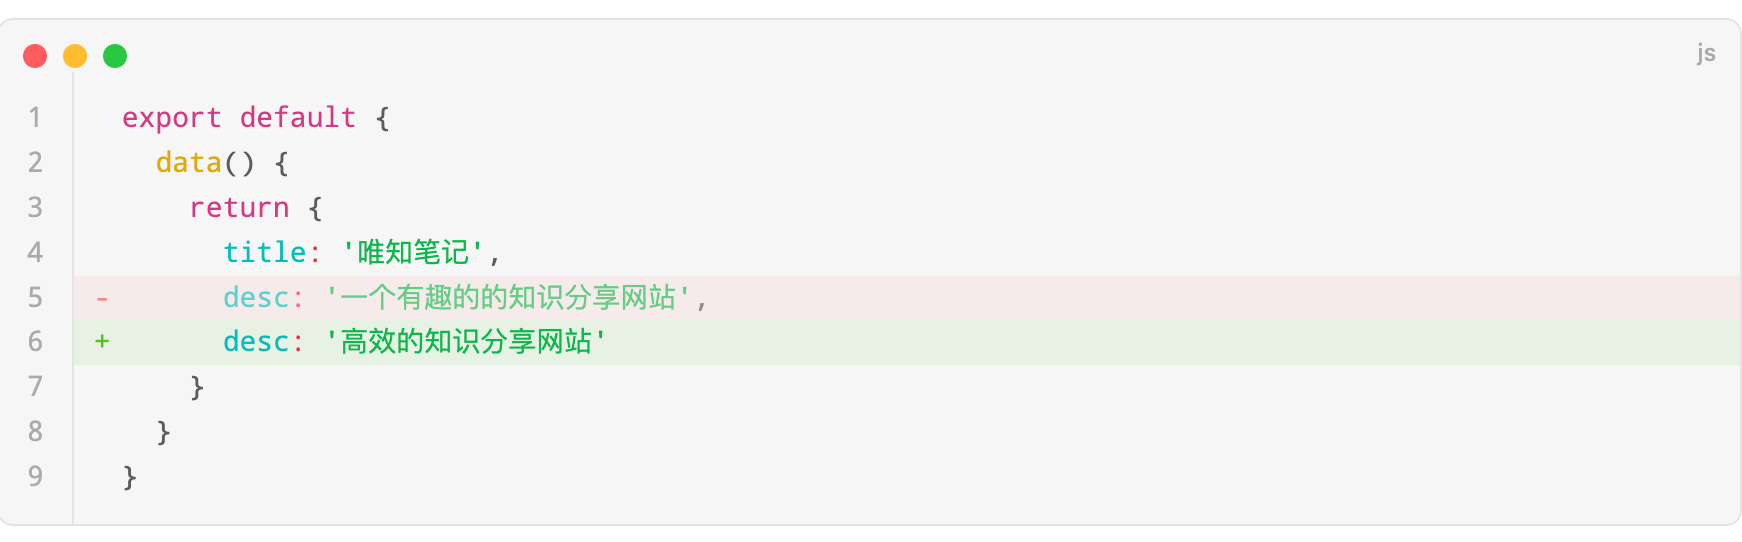 js
1 export default {
2   data() {
3     return {
4       title: '唯知笔记',
5 -     desc: '一个有趣的的知识分享网站',
6 +     desc: '高效的知识分享网站'
7     }
8   }
9 }